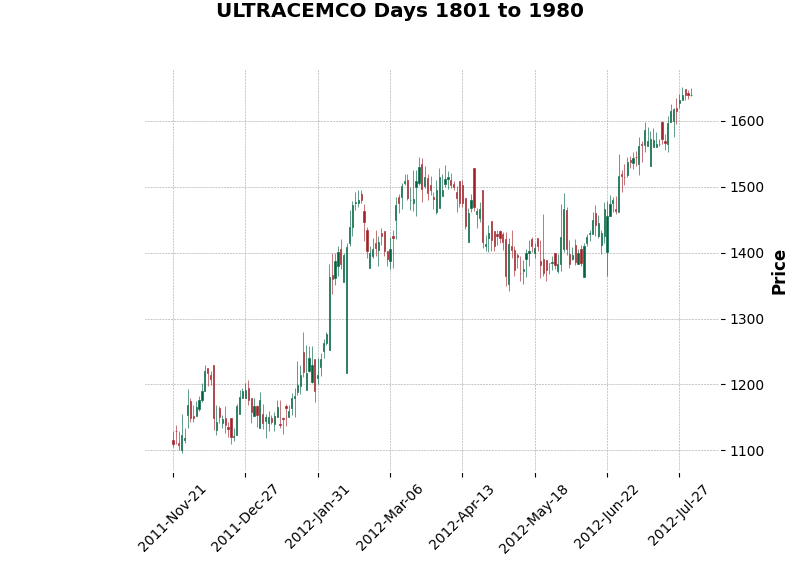 ULTRACEMCO Days 1801 to 1980
1600
1500
1400
1300
1200
1100
Price
2011-Nov-21
2011-Dec-27
2012-Jan-31
2012-Mar-06
2012-Apr-13
2012-May-18
2012-Jun-22
2012-Jul-27